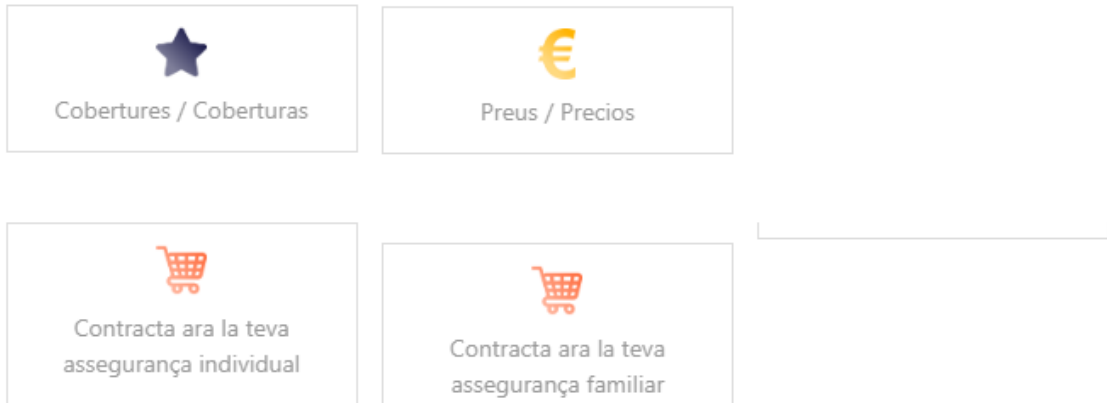 Cobertures / Coberturas
Preus / Precios
Contracta ara la teva
assegurança individual
Contracta ara la teva
assegurança familiar